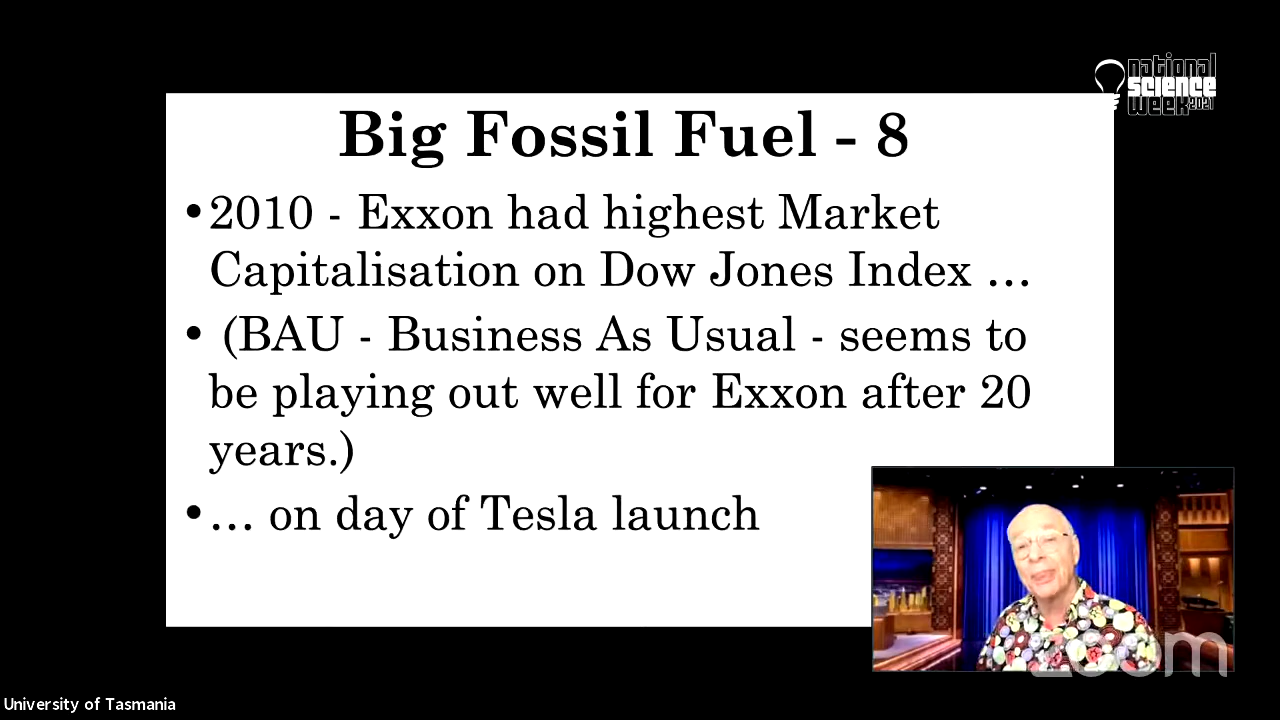 national
science
week 2021
Big Fossil Fuel - 8
•2010 - Exxon had highest Market
Capitalisation on Dow Jones Index …
• (BAU - Business As Usual - seems to
be playing out well for Exxon after 20
years.)
•… on day of Tesla launch
zoom
University of Tasmania